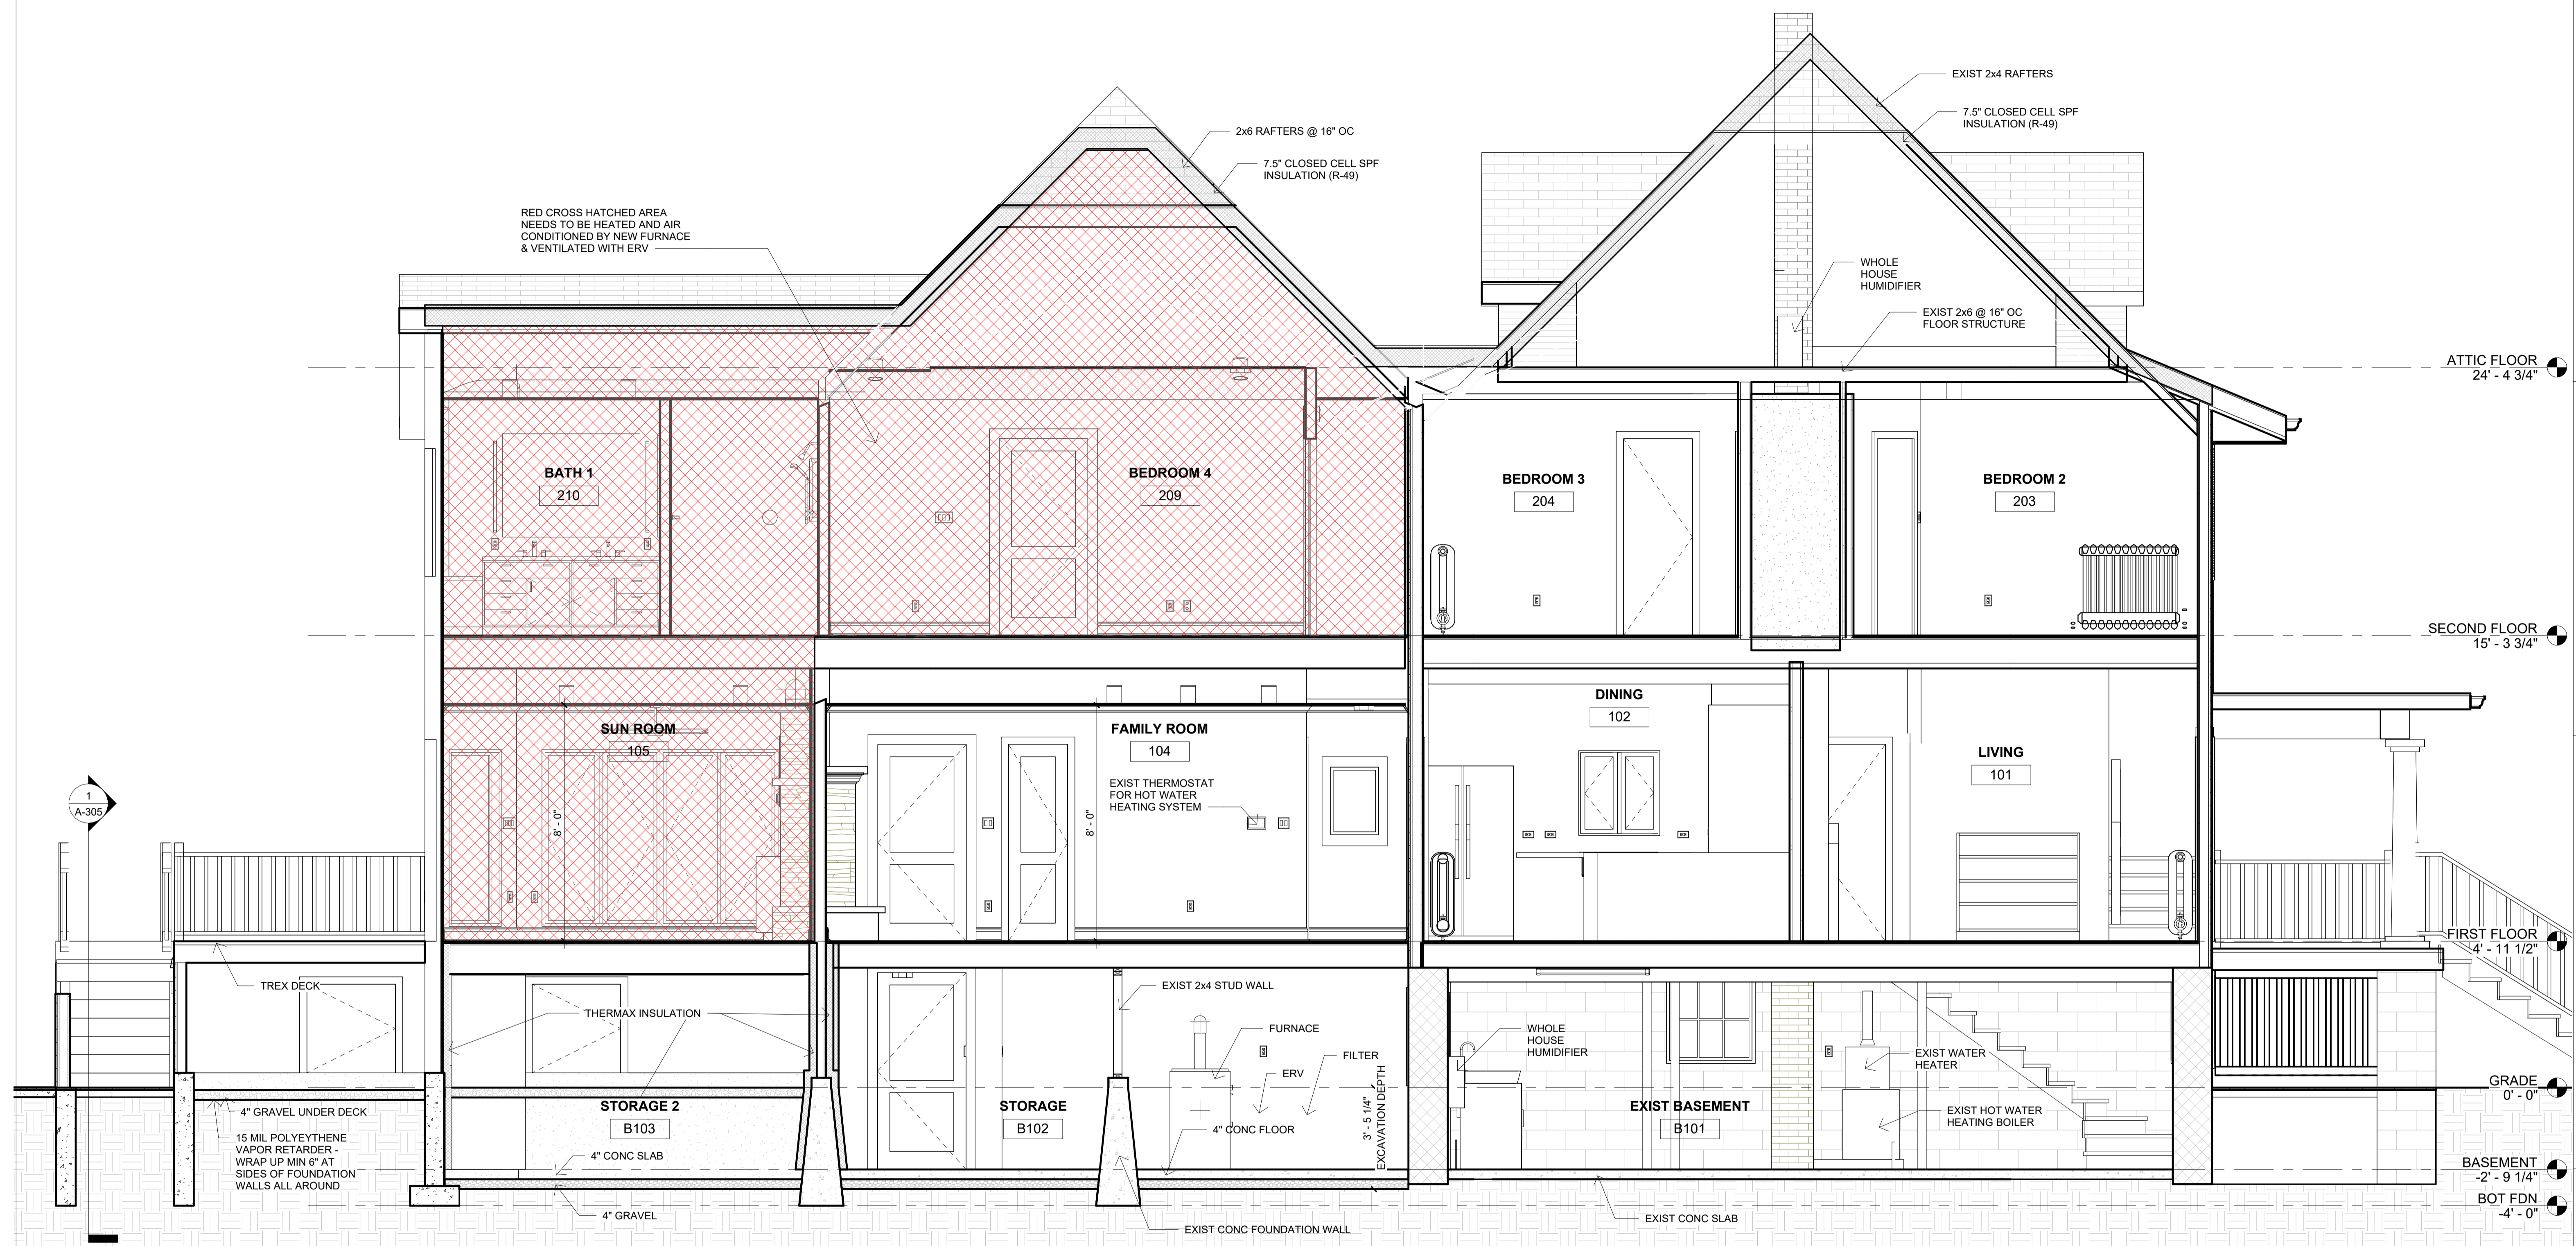 EXIST 2x4 RAFTERS
7.5" CLOSED CELL SPF
INSULATION (R-49)
2x6 RAFTERS @ 16" OC
7.5" CLOSED CELL SPF
INSULATION (R-49)
RED CROSS HATCHED AREA
NEEDS TO BE HEATED AND AIR
CONDITIONED BY NEW FURNACE
& VENTILATED WITH ERV
WHOLE
HOUSE
HUMIDIFIER
EXIST 2x6 @ 16" OC
FLOOR STRUCTURE
ATTIC FLOOR
24' - 4 3/4"
BATH 1
210
BEDROOM 4
209
BEDROOM 3
204
BEDROOM 2
203
SECOND FLOOR
15' - 3 3/4"
SUN ROOM
105
8' - 0"
FAMILY ROOM
104
EXIST THERMOSTAT
FOR HOT WATER
HEATING SYSTEM
8' - 0"
DINING
102
LIVING
101
1
A-305
FIRST FLOOR
4' - 11 1/2"
TREX DECK
THERMAX INSULATION
EXIST 2x4 STUD WALL
FURNACE
FILTER
ERV
WHOLE
HOUSE
HUMIDIFIER
EXIST WATER
HEATER
GRADE
0' - 0"
4" GRAVEL UNDER DECK
15 MIL POLYEYTHENE
VAPOR RETARDER -
WRAP UP MIN 6" AT
SIDES OF FOUNDATION
WALLS ALL AROUND
STORAGE 2
B103
4" CONC SLAB
4" GRAVEL
STORAGE
B102
4" CONC FLOOR
3' - 5 1/4"
EXCAVATION DEPTH
EXIST CONC FOUNDATION WALL
EXIST BASEMENT
B101
EXIST HOT WATER
HEATING BOILER
EXIST CONC SLAB
BASEMENT
-2' - 9 1/4"
BOT FDN
-4' - 0"